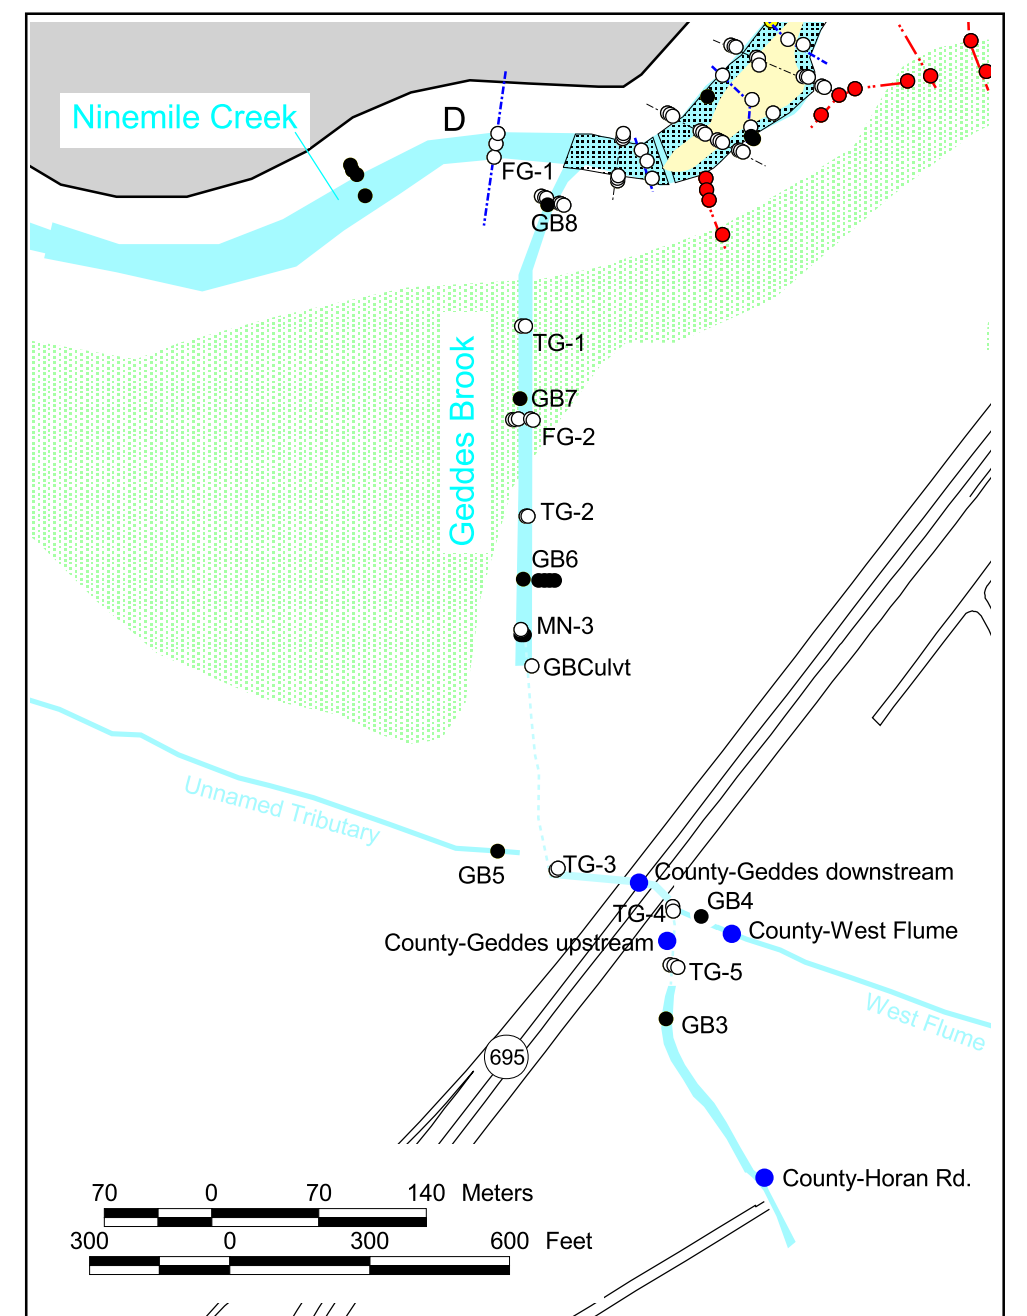 Ninemile Creek
D
FG-1
GB8
TG-1
Geddes Brook
GB7
FG-2
TG-2
GB6
MN-3
GBCulvt
Unnamed Tributary
GB5
TG-3
County-Geddes downstream
TG-4
GB4
County-West Flume
County-Geddes upstream
TG-5
West Flume
GB3
695
County-Horan Rd.
70 0 70 140 Meters
300 0 300 600 Feet